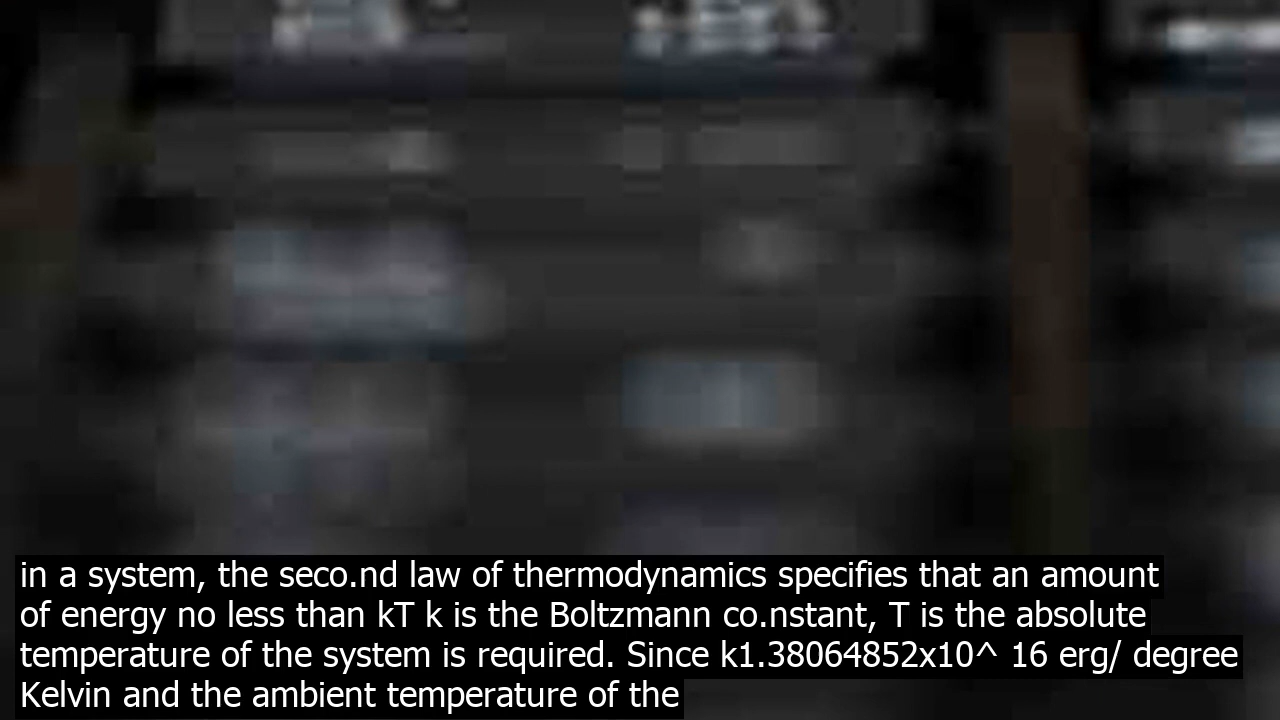 in a system, the seco.nd law of thermodynamics specifies that an amount
of energy no less than kT k is the Boltzmann co.nstant, T is the absolute
temperature of the system is required. Since k1.38064852x10^ 16 erg/ degree
Kelvin and the ambient temperature of the